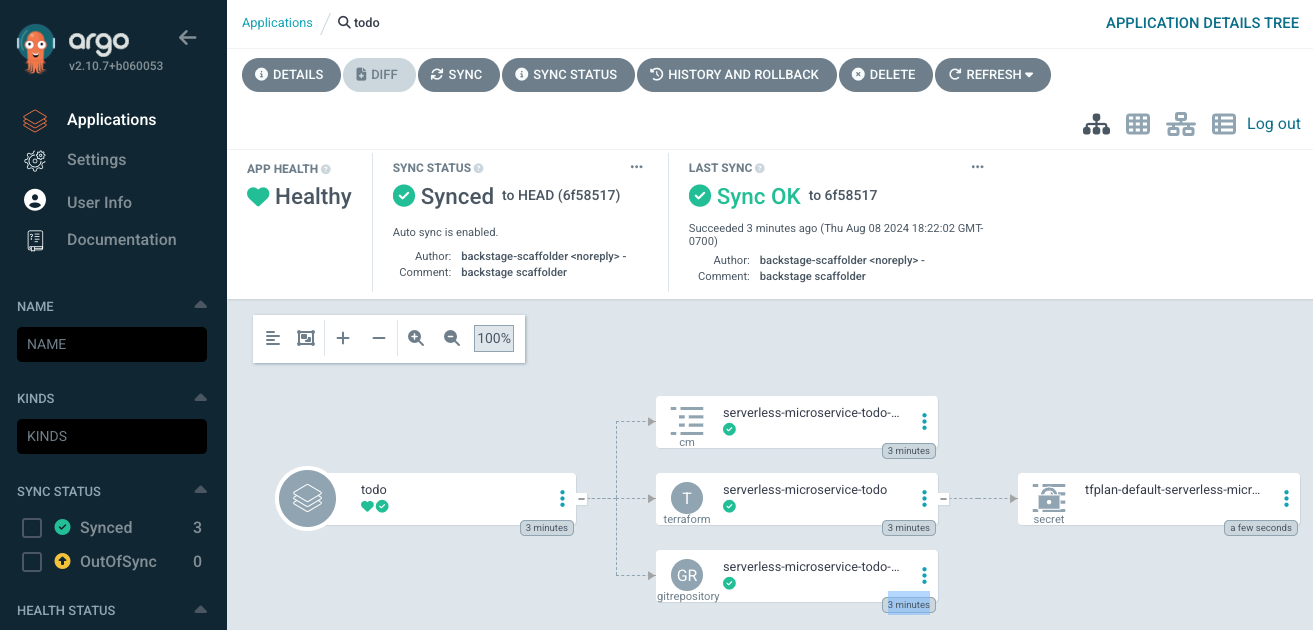 argo
v2.10.7+b060053
Applications
Settings
User Info
Documentation
NAME
NAME
KINDS
KINDS
SYNC STATUS
Synced 3
OutOfSync 0
HEALTH STATUS
Applications / todo
APPLICATION DETAILS TREE
DETAILS DIFF SYNC SYNC STATUS HISTORY AND ROLLBACK DELETE REFRESH
Log out
APP HEALTH
Healthy
SYNC STATUS
Synced to HEAD (6f58517)
Auto sync is enabled.
Author: backstage-scaffolder <noreply> -
Comment: backstage scaffolder
LAST SYNC
Sync OK to 6f58517
Succeeded 3 minutes ago (Thu Aug 08 2024 18:22:02 GMT-
0700)
Author: backstage-scaffolder <noreply> -
Comment: backstage scaffolder
100%
serverless-microservice-todo-...
cm
3 minutes
todo
3 minutes
T
serverless-microservice-todo
terraform
3 minutes
tfplan-default-serverless-micr...
secret
a few seconds
GR
serverless-microservice-todo-...
gitrepository
3 minutes